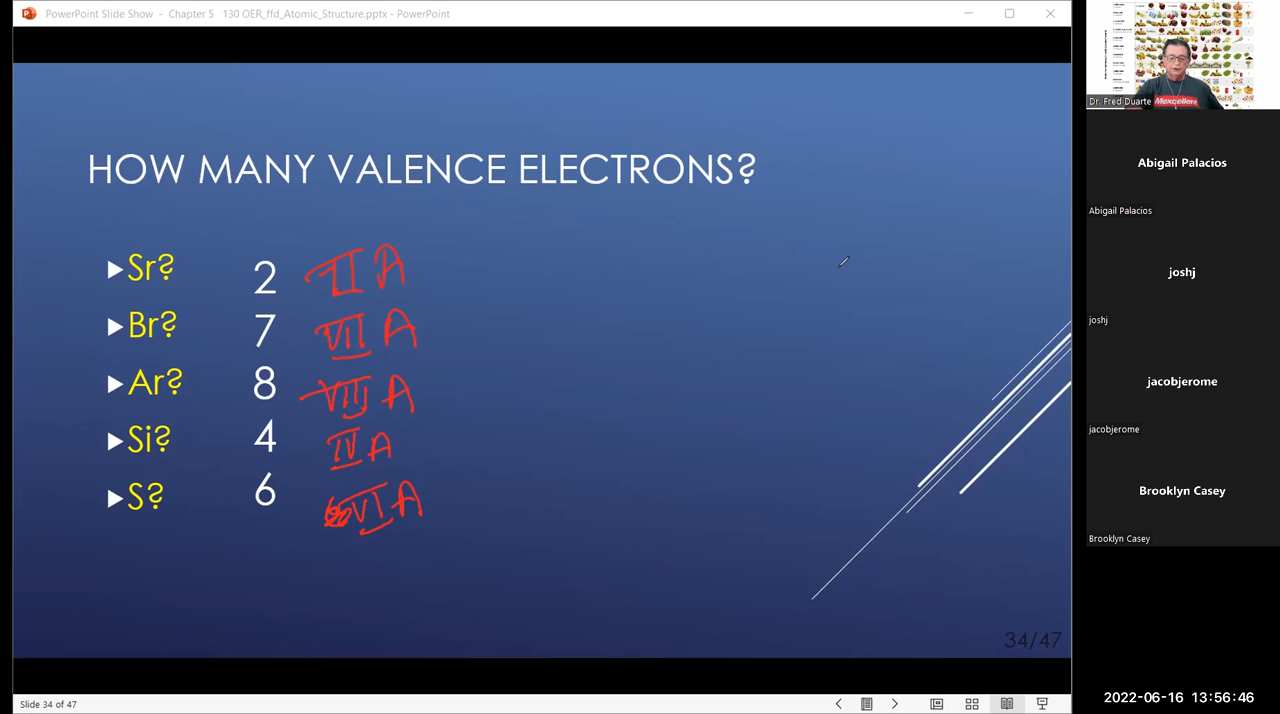 PowerPoint Slide Show - Chapter 5 130 OER_ffd_Atomic_Structure.pptx - PowerPoint
HOW MANY VALENCE ELECTRONS?
Sr? 2 II A
Br? 7 VII A
Ar? 8 VIII A
Si? 4 IV A
S? 6 VI A
34/47
Slide 34 of 47
Mexcellent
Dr. Fred Duarte
Abigail Palacios
Abigail Palacios
joshj
joshj
jacobjerome
jacobjerome
Brooklyn Casey
Brooklyn Casey
2022-06-16 13:56:46